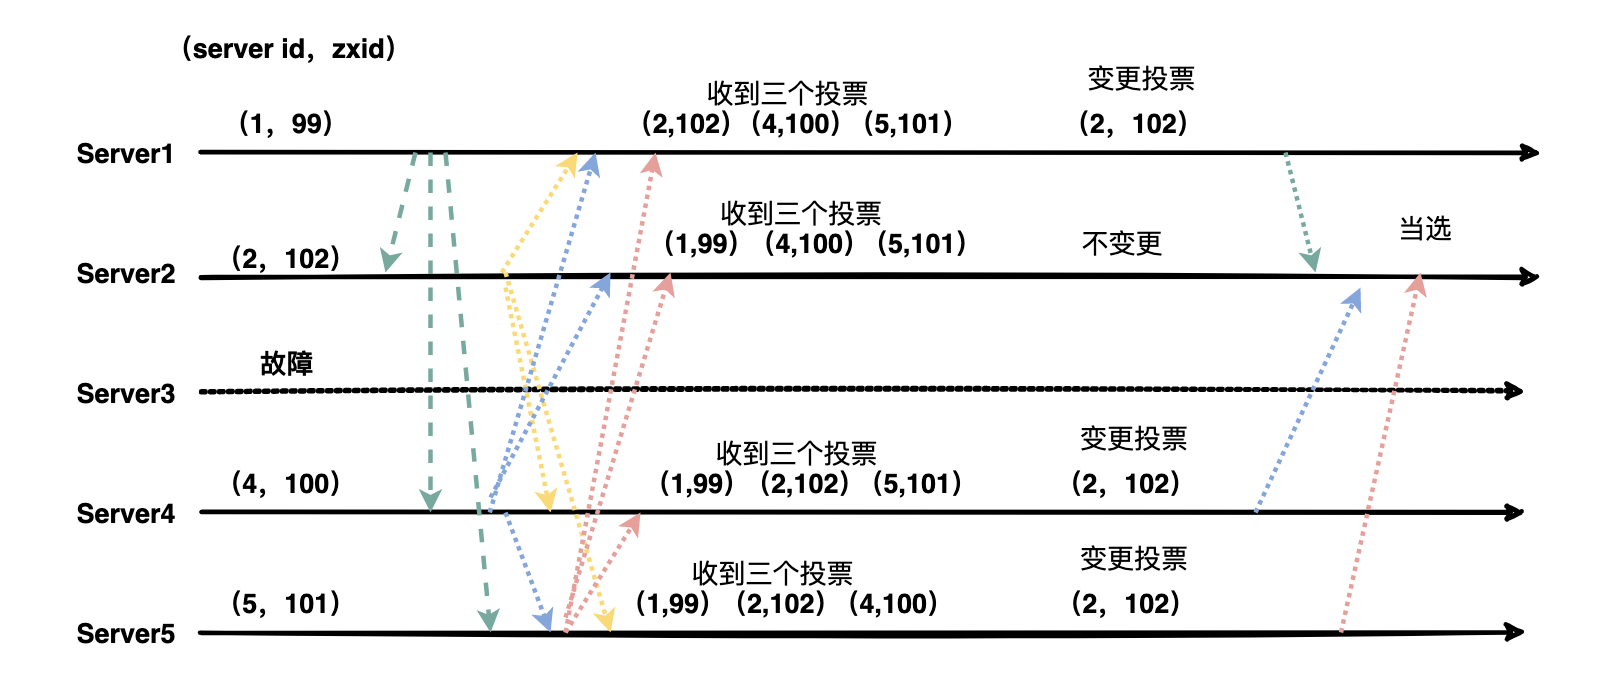 （server id，zxid）
变更投票
收到三个投票
（1，99）
（2,102）（4,100）（5,101）
（2，102）
Server1
收到三个投票
当选
（2，102）
（1,99）（4,100）（5,101）
不变更
Server2
故障
Server3
变更投票
收到三个投票
（4，100）
（1,99）（2,102）（5,101）
（2，102）
Server4
变更投票
收到三个投票
（5，101）
（1,99）（2,102）（4,100）
（2，102）
Server5